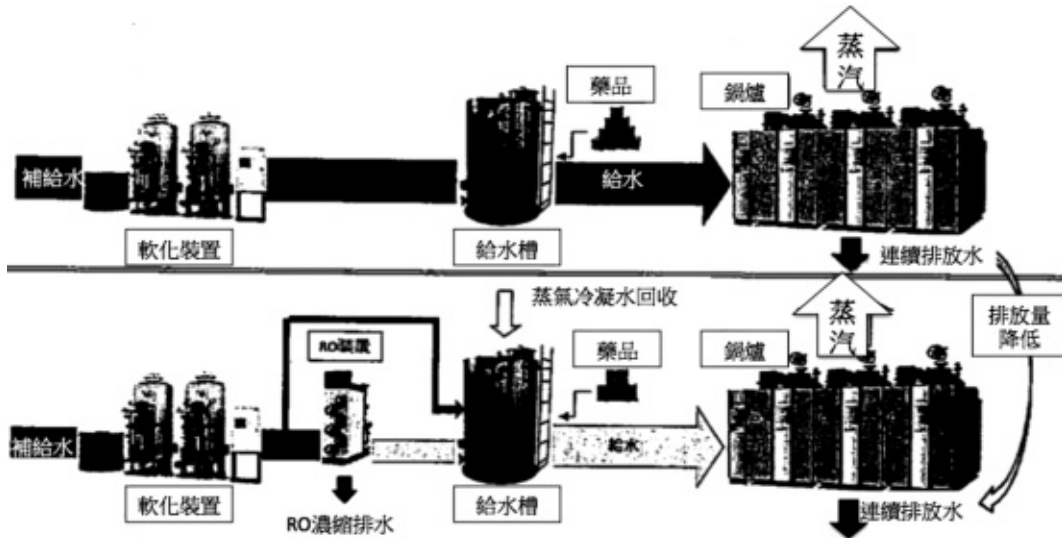 蒸
汽
藥品
鍋爐
補給水
給水
軟化裝置
給水槽
連續排放水
蒸氣冷凝水回收
排放量
降低
RO裝置
藥品
鍋爐
蒸
汽
補給水
給水
軟化裝置
給水槽
連續排放水
RO濃縮排水